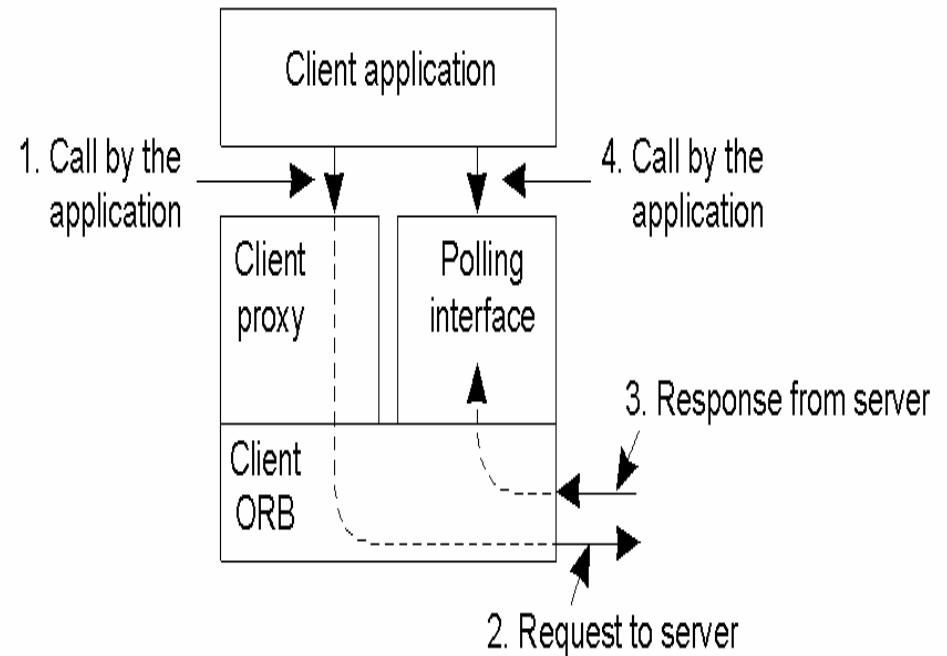 Client application
1. Call by the
application
4. Call by the
application
Client
proxy
Polling
interface
3. Response from server
Client
ORB
2. Request to server